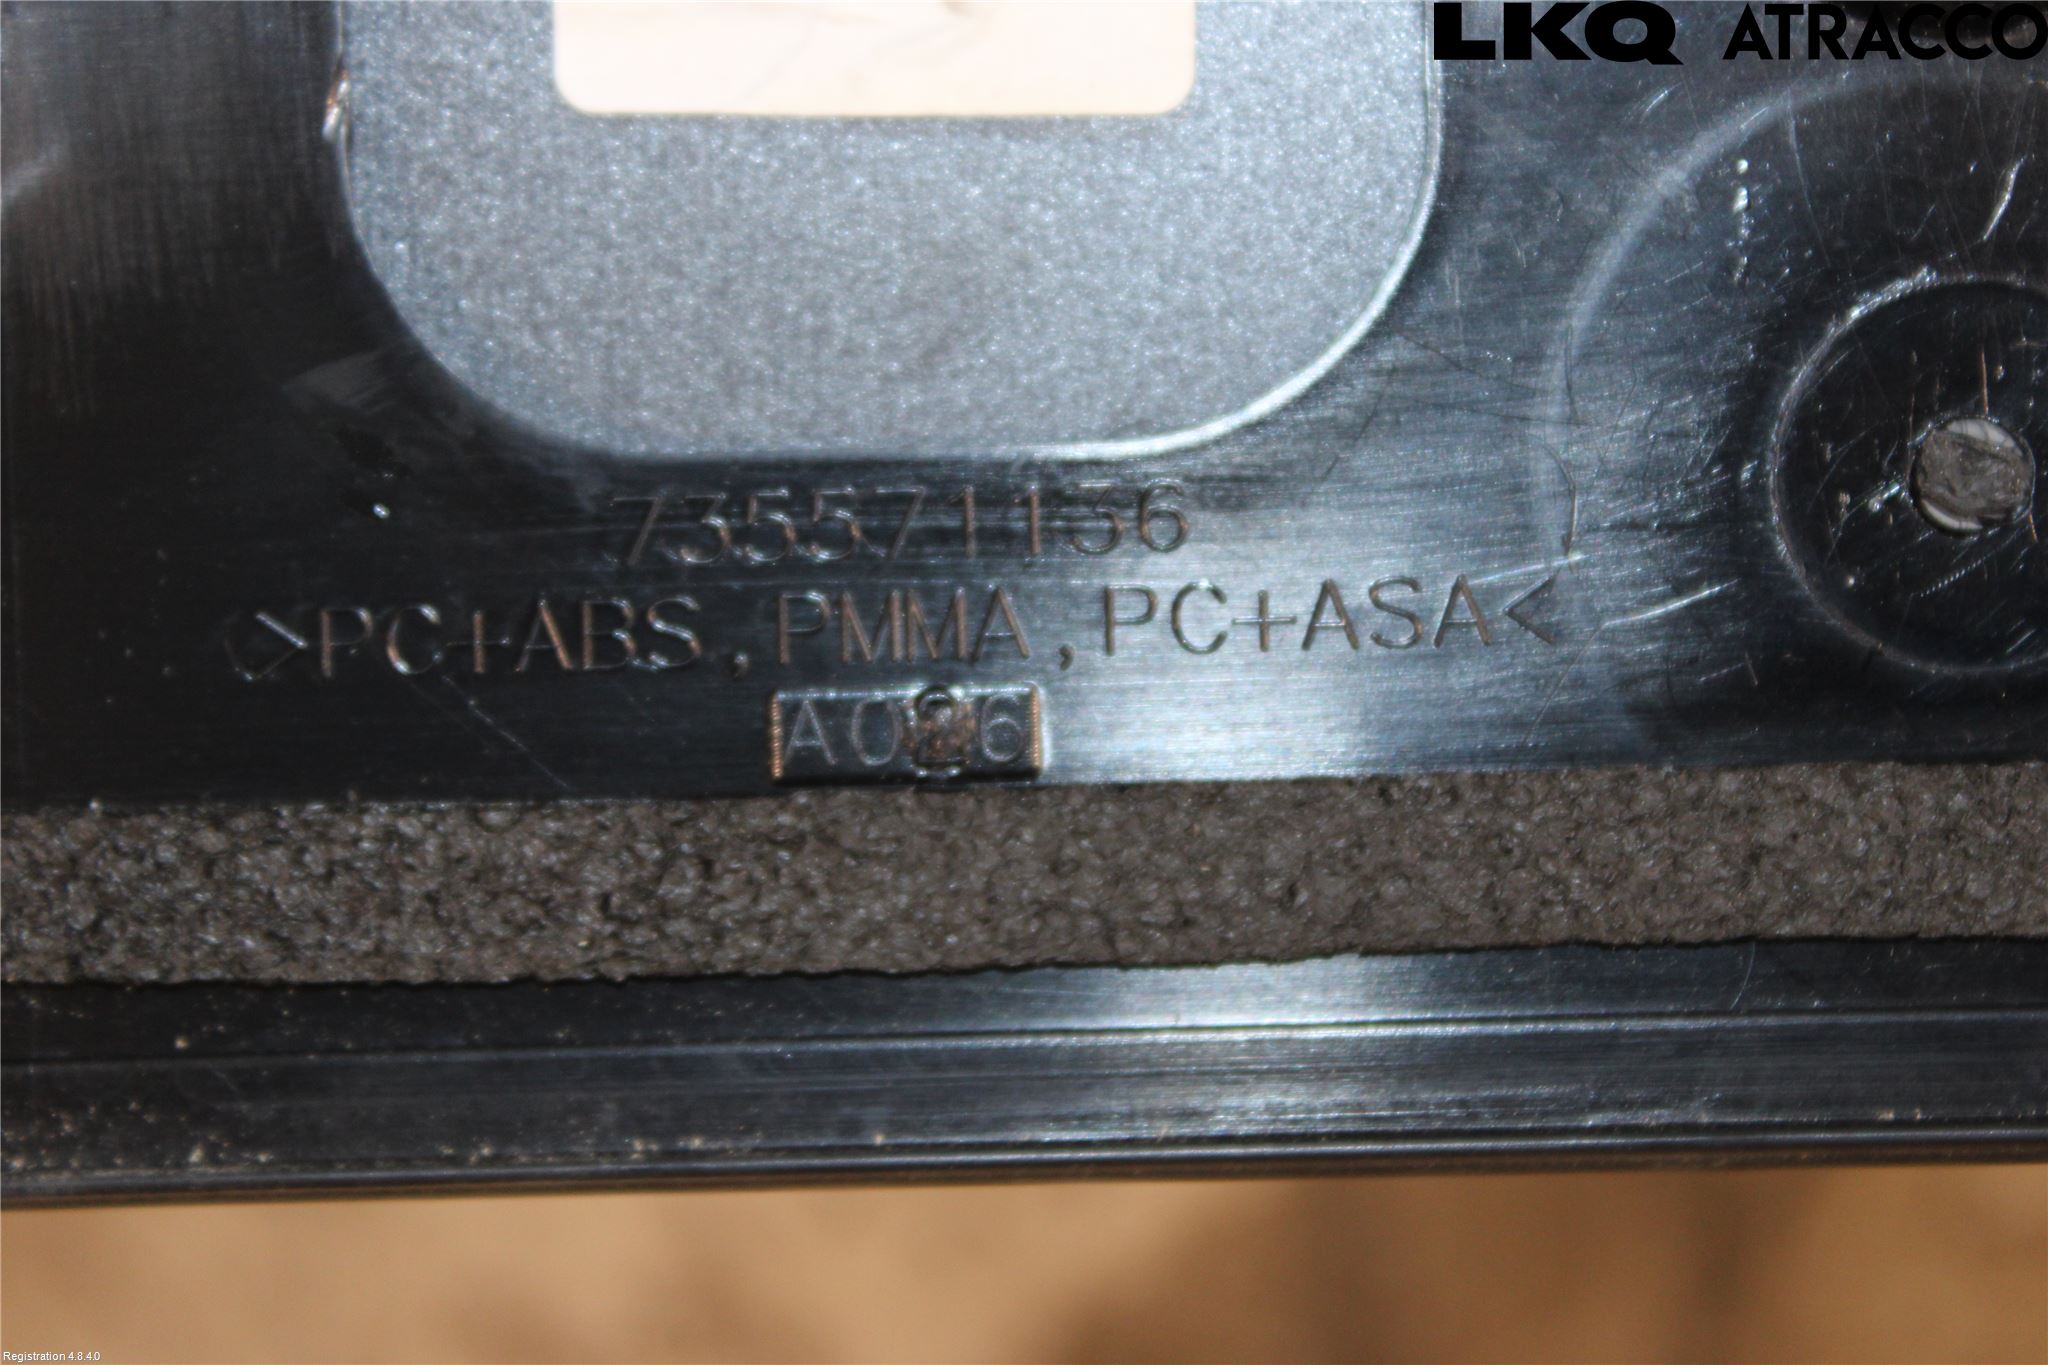 LKQ ATRACCO
735571136
>PC+ABS, PMMA, PC+ASA<
Registration 4.8.4.0